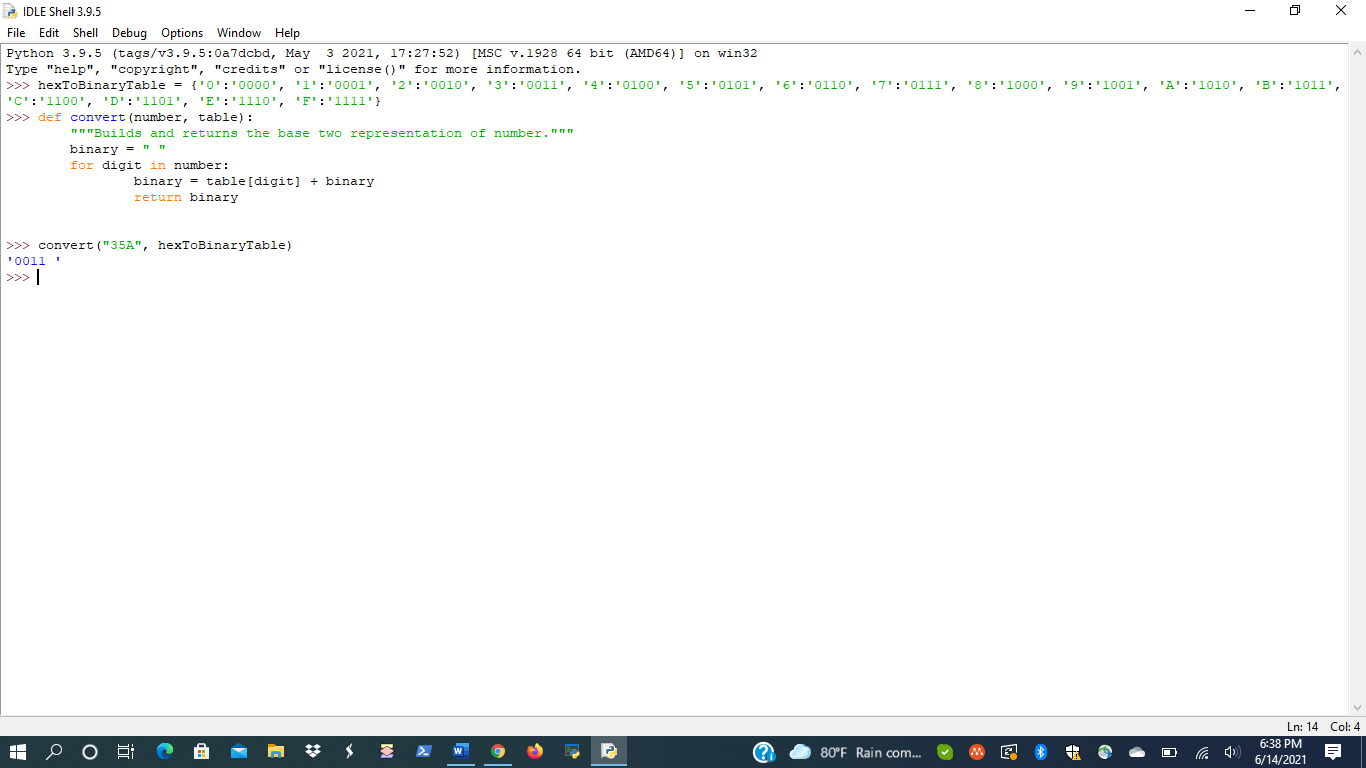 IDLE Shell 3.9.5
File Edit Shell Debug Options Window Help
Python 3.9.5 (tags/v3.9.5:0a7dcbd, May  3 2021, 17:27:52) [MSC v.1928 64 bit (AMD64)] on win32
Type "help", "copyright", "credits" or "license()" for more information.
>>> hexToBinaryTable = {'0':'0000', '1':'0001', '2':'0010', '3':'0011', '4':'0100', '5':'0101', '6':'0110', '7':'0111', '8':'1000', '9':'1001', 'A':'1010', 'B':'1011',
'C':'1100', 'D':'1101', 'E':'1110', 'F':'1111'}
>>> def convert(number, table):
        """Builds and returns the base two representation of number."""
        binary = " "
        for digit in number:
                binary = table[digit] + binary
                return binary
>>> convert("35A", hexToBinaryTable)
'0011 '
>>>
Ln: 14 Col: 4
80°F Rain com...
6:38 PM
6/14/2021